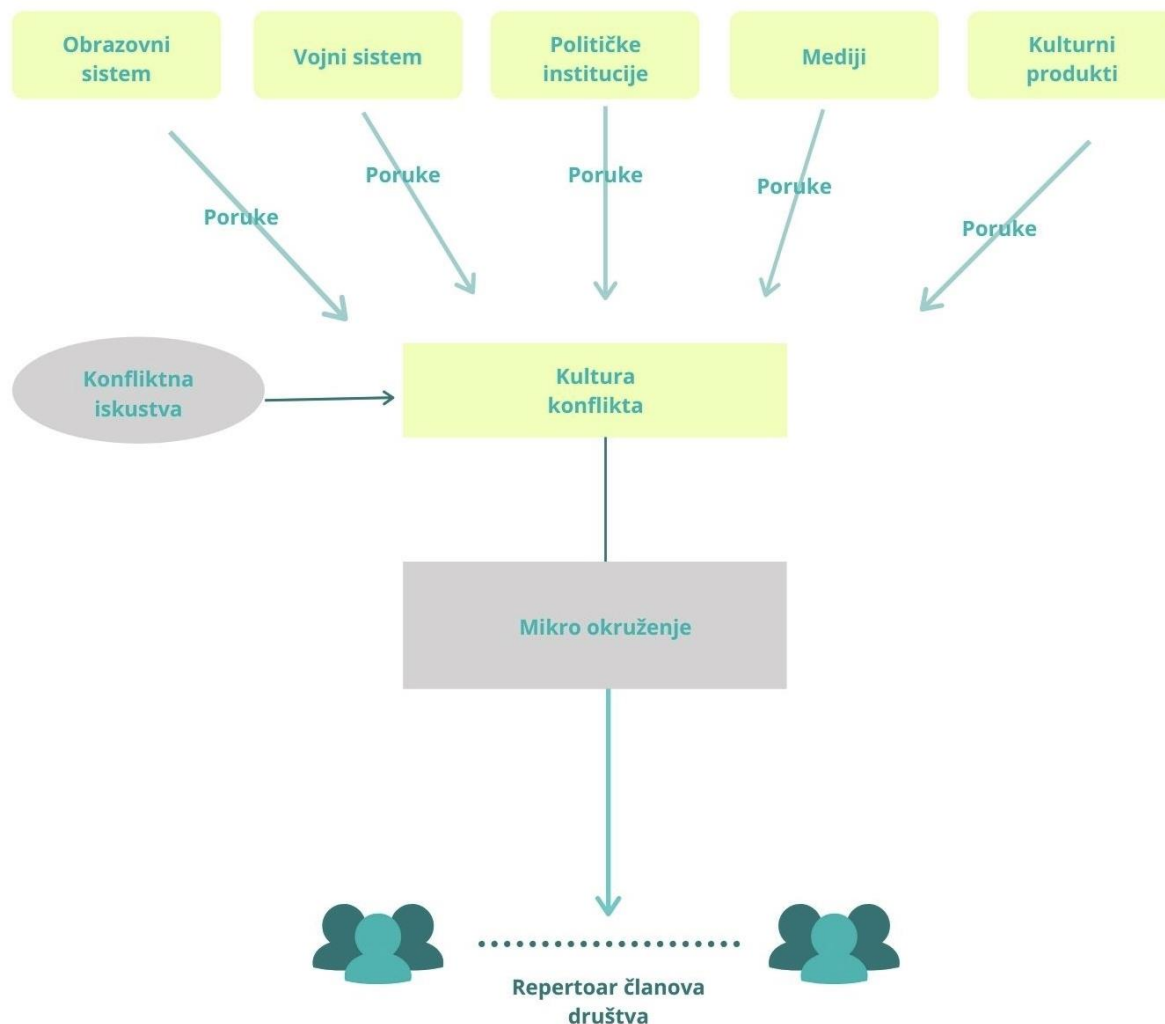 Obrazovni
sistem
Vojni sistem
Političke
institucije
Mediji
Kulturni
produkti
Poruke
Poruke
Poruke
Poruke
Poruke
Konfliktna
iskustva
Kultura
konflikta
Mikro okruženje
Repertoar članova
društva